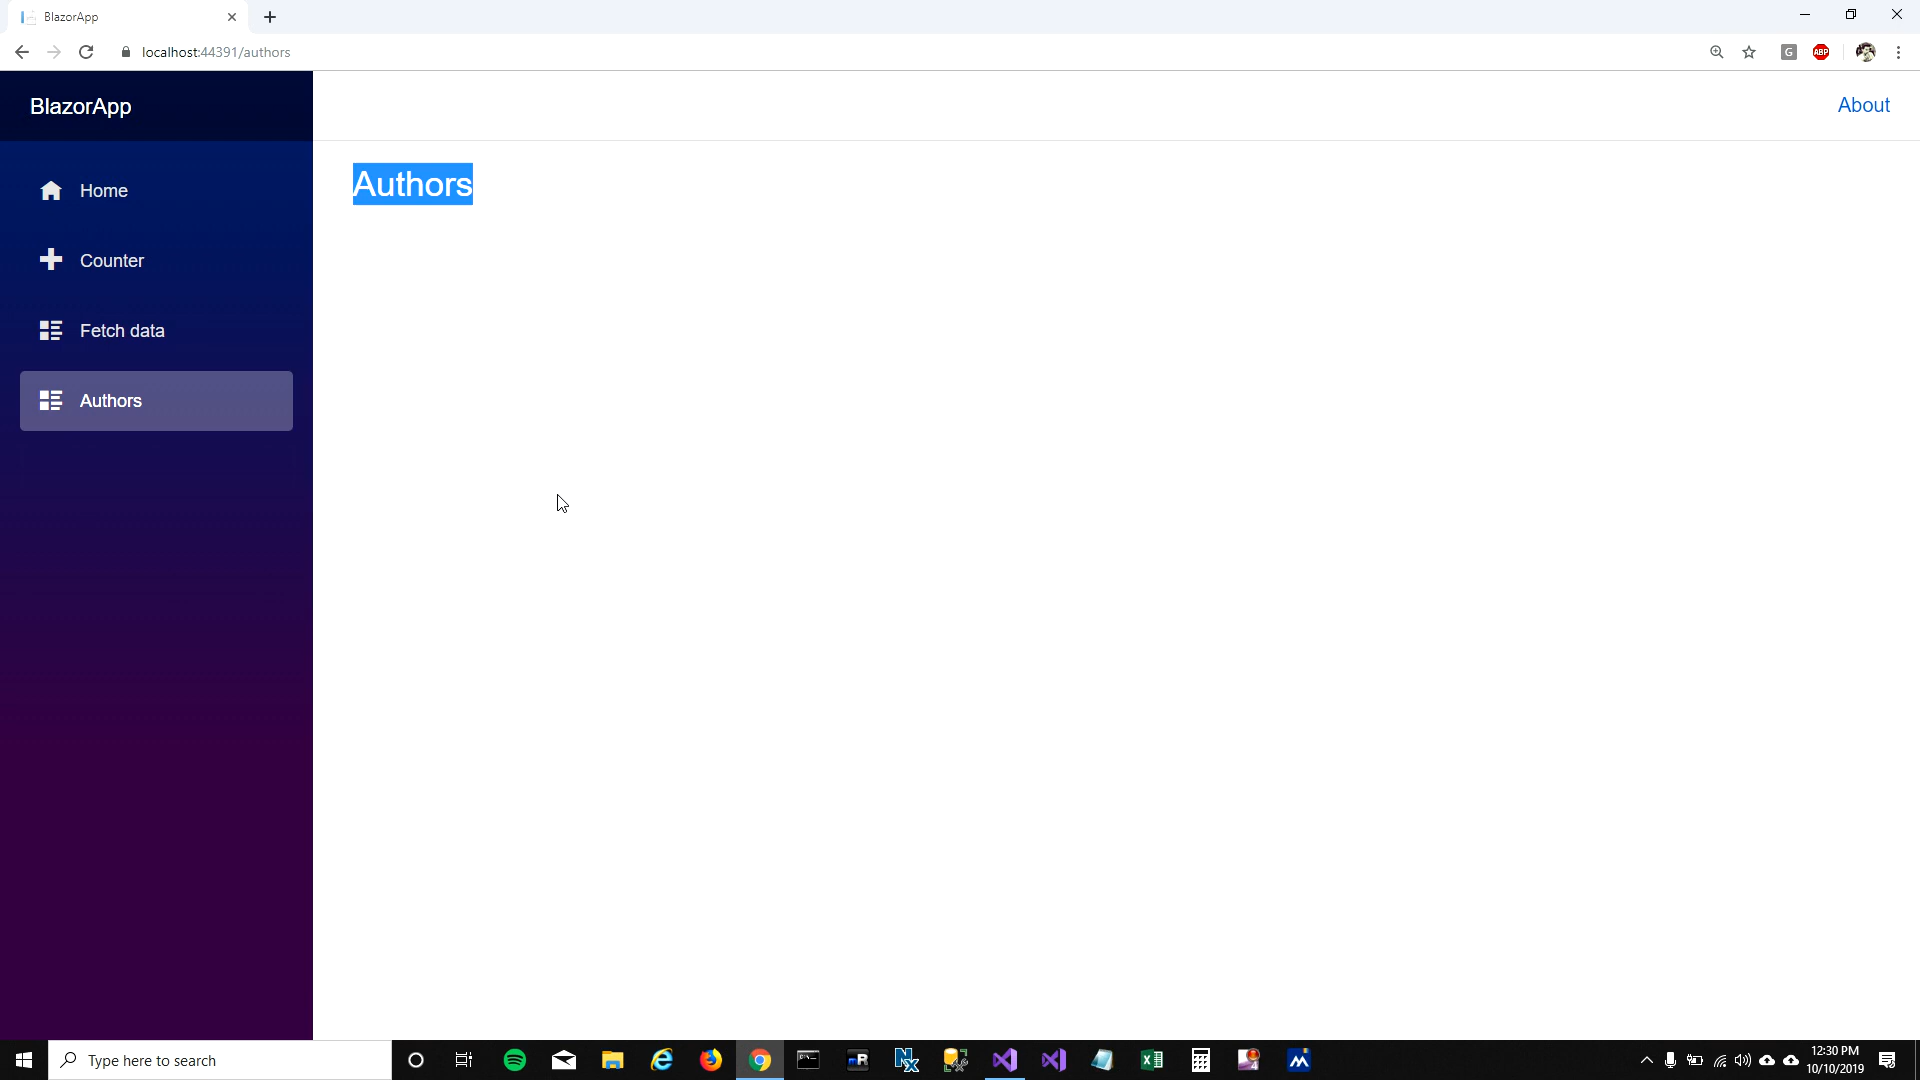 BlazorApp
localhost:44391/authors
G
ABP
BlazorApp
About
Home
Counter
Fetch data
Authors
Authors
Type here to search
12:30 PM
10/10/2019